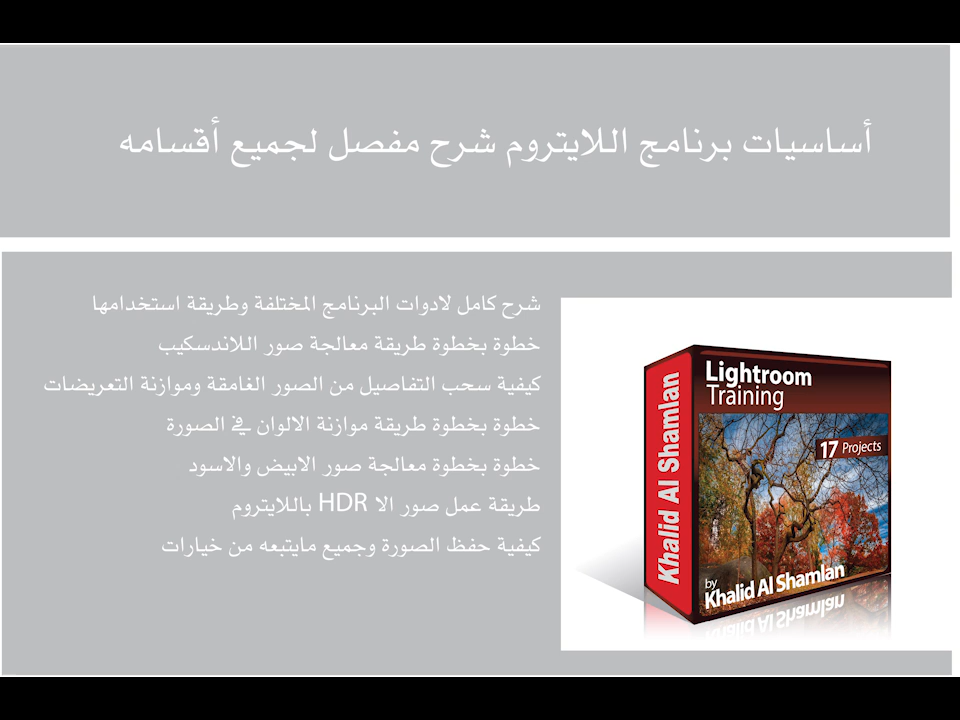 أساسيات برنامج اللايتروم شرح مفصل لجميع أقسامه
شرح كامل لادوات البرنامج المختلفة وطريقة استخدامها
خطوة بخطوة طريقة معالجة صور اللاندسكيب
كيفية سحب التفاصيل من الصور الغامقة وموازنة التعريضات
خطوة بخطوة طريقة موازنة الالوان في الصورة
خطوة بخطوة معالجة صور الابيض والاسود
طريقة عمل صور الا HDR باللايتروم
كيفية حفظ الصورة وجميع مايتبعه من خيارات
Khalid Al Shamlan
Lightroom
Training
17 Projects
by
Khalid Al Shamlan